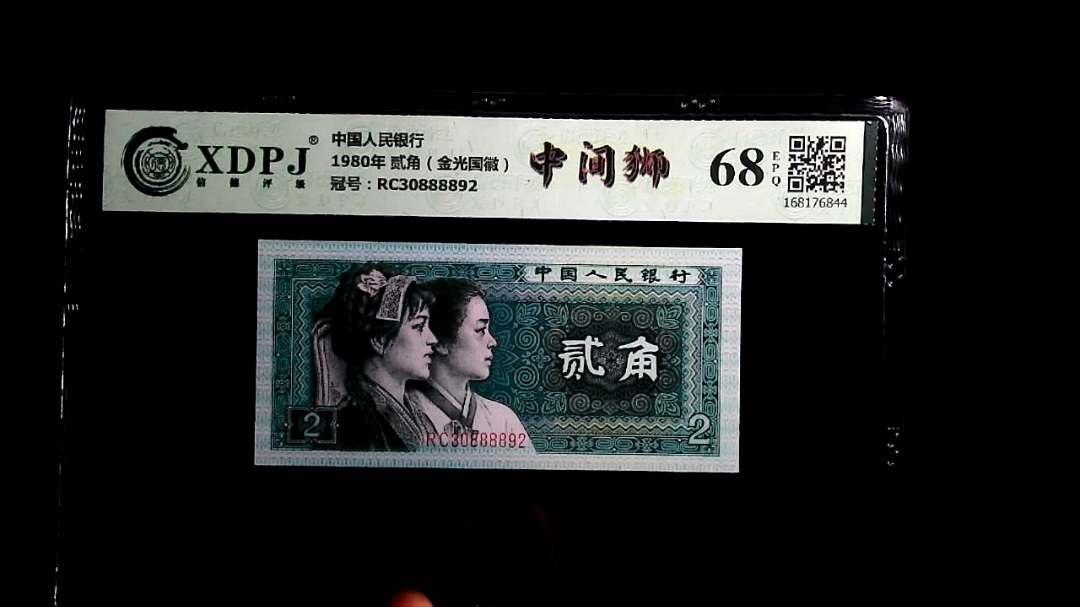 XDPJ®
信德评级
中国人民银行
1980年 贰角（金光国徽）
冠号：RC30888892
中间狮
68
EPQ
168176844
中国人民银行
贰角
2
RC30888892
2